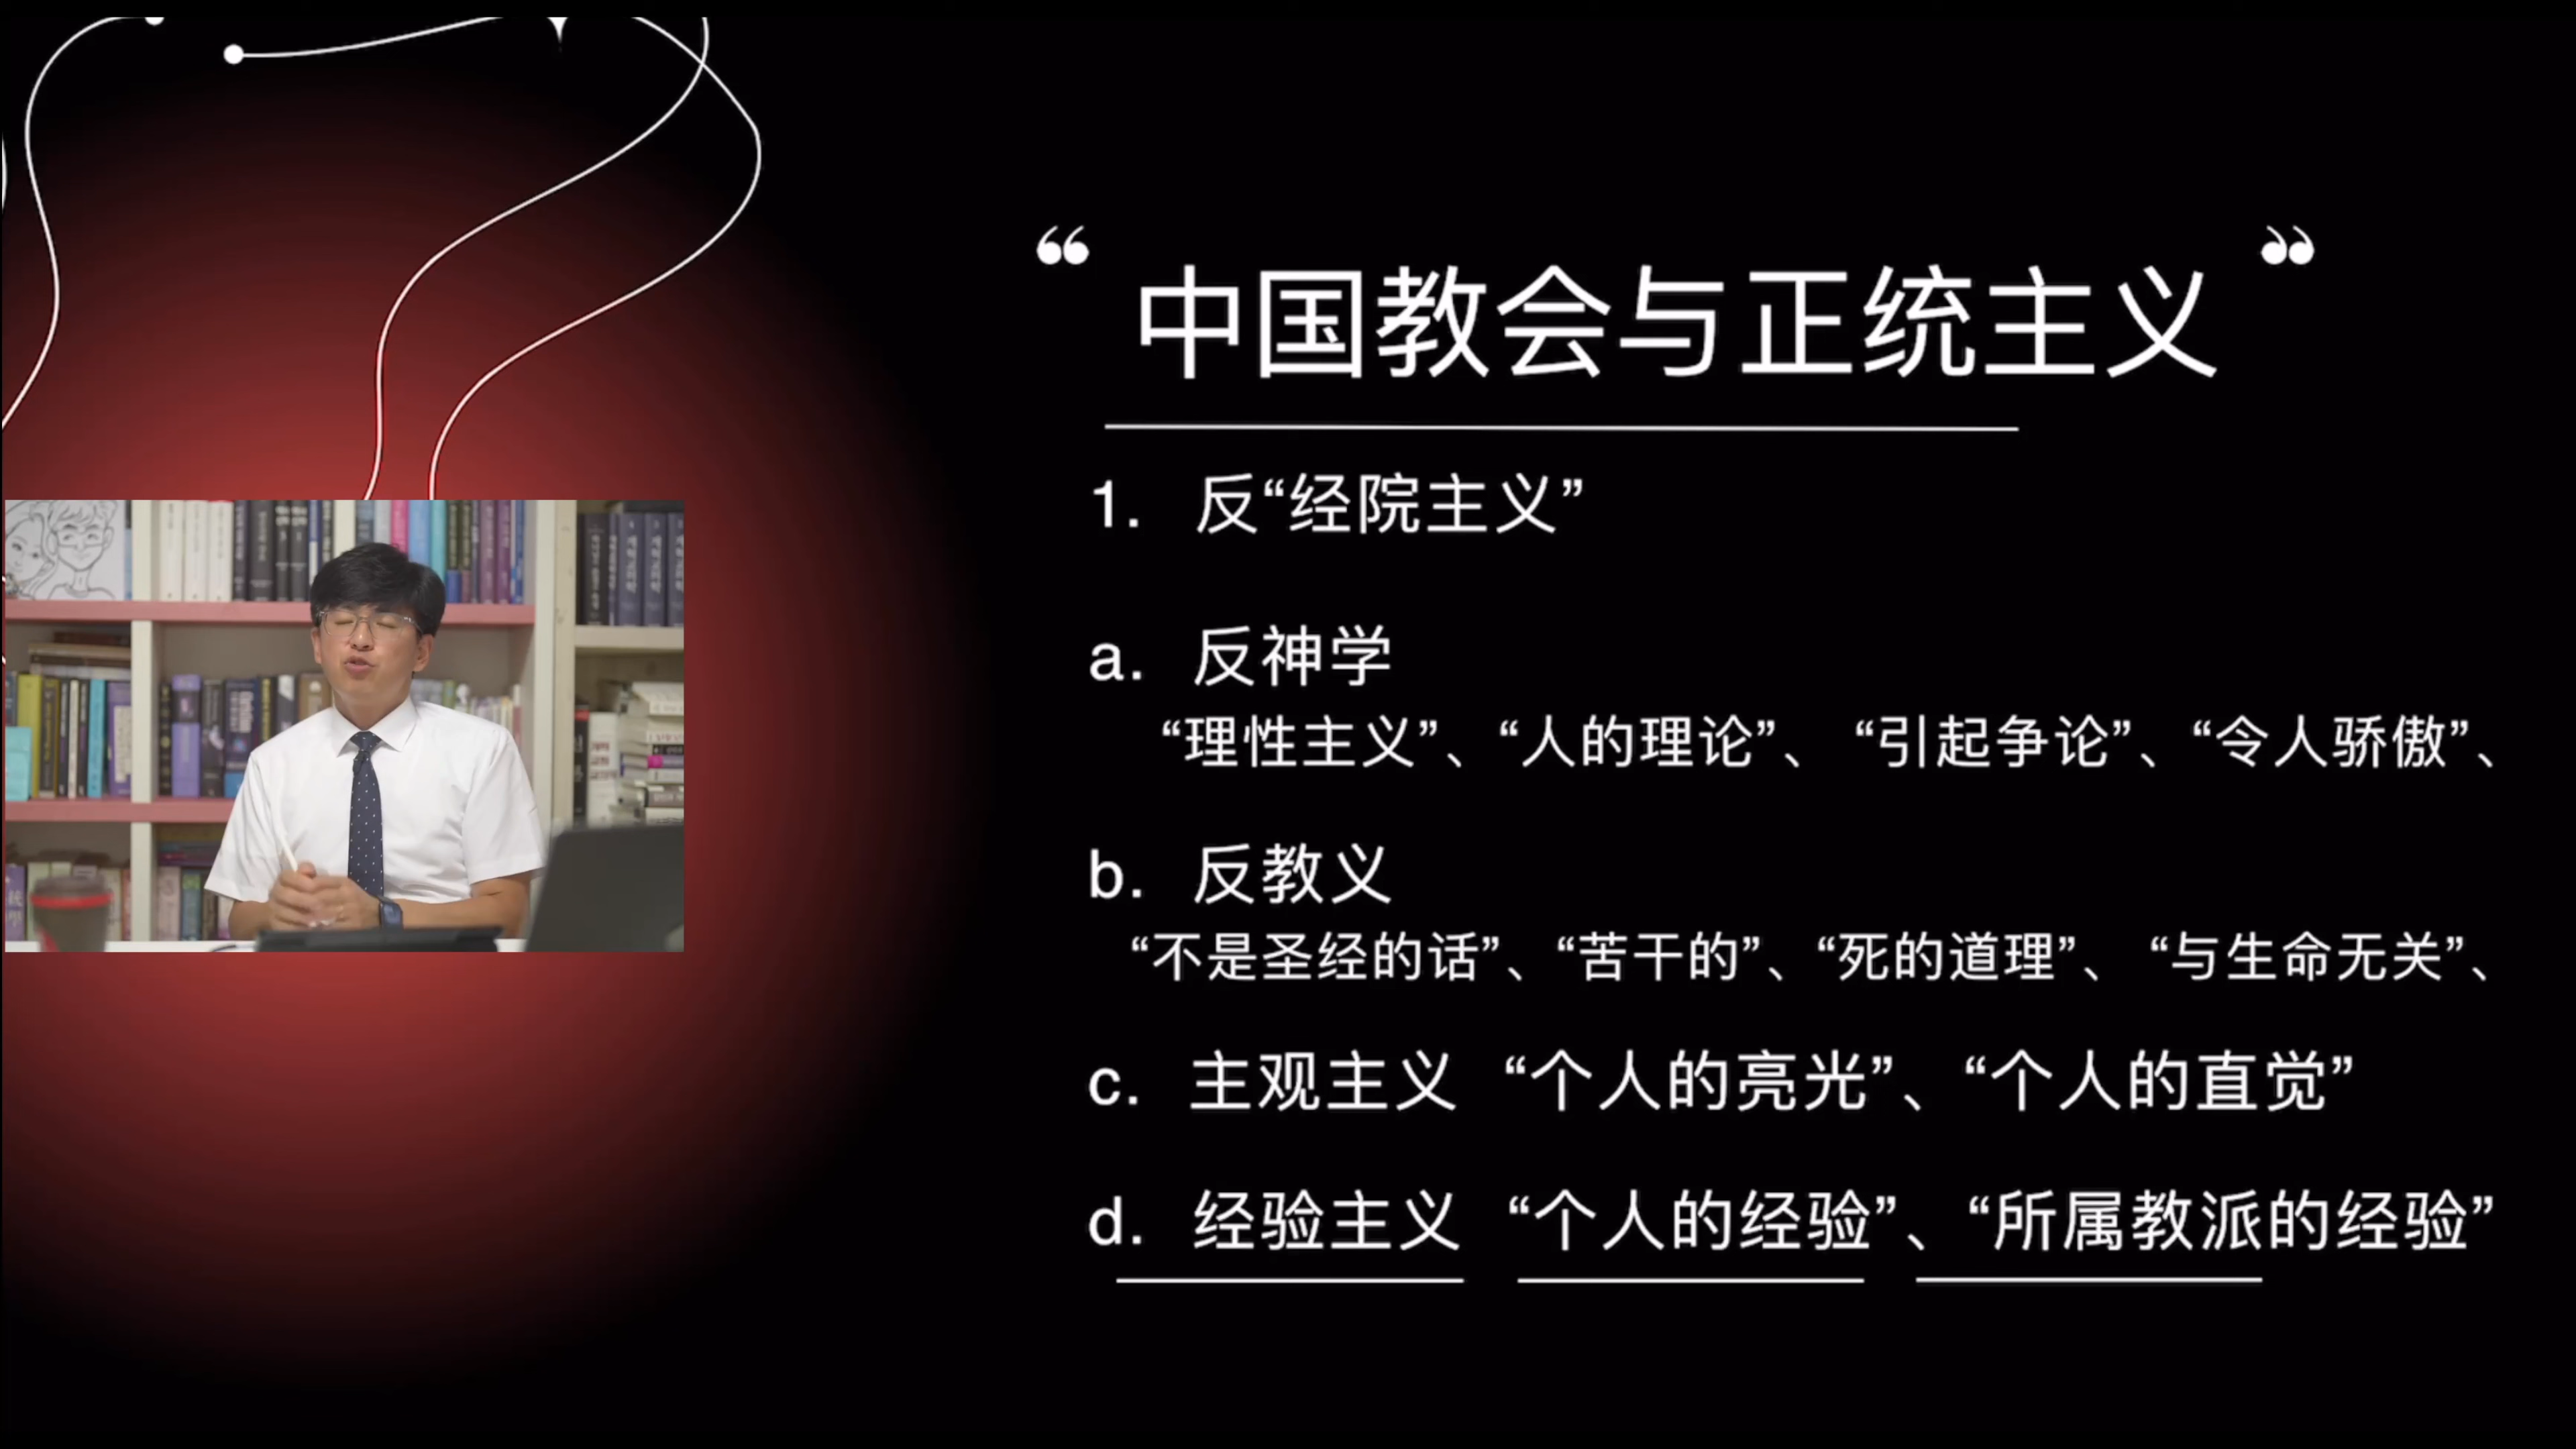 “中国教会与正统主义”
1. 反“经院主义”
a. 反神学
“理性主义”、“人的理论”、“引起争论”、“令人骄傲”、
b. 反教义
“不是圣经的话”、“苦干的”、“死的道理”、“与生命无关”、
c. 主观主义 “个人的亮光”、“个人的直觉”
d. 经验主义 “个人的经验”、“所属教派的经验”